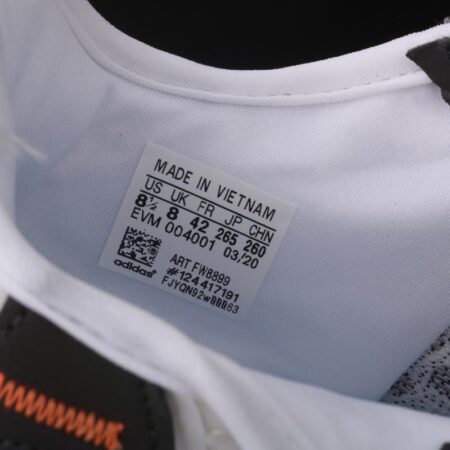 MADE IN VIETNAM
US UK FR JP CHN
8½ 8 42 265 260
EVM 004001 03/20
ART FW8899
#124417191
adidas